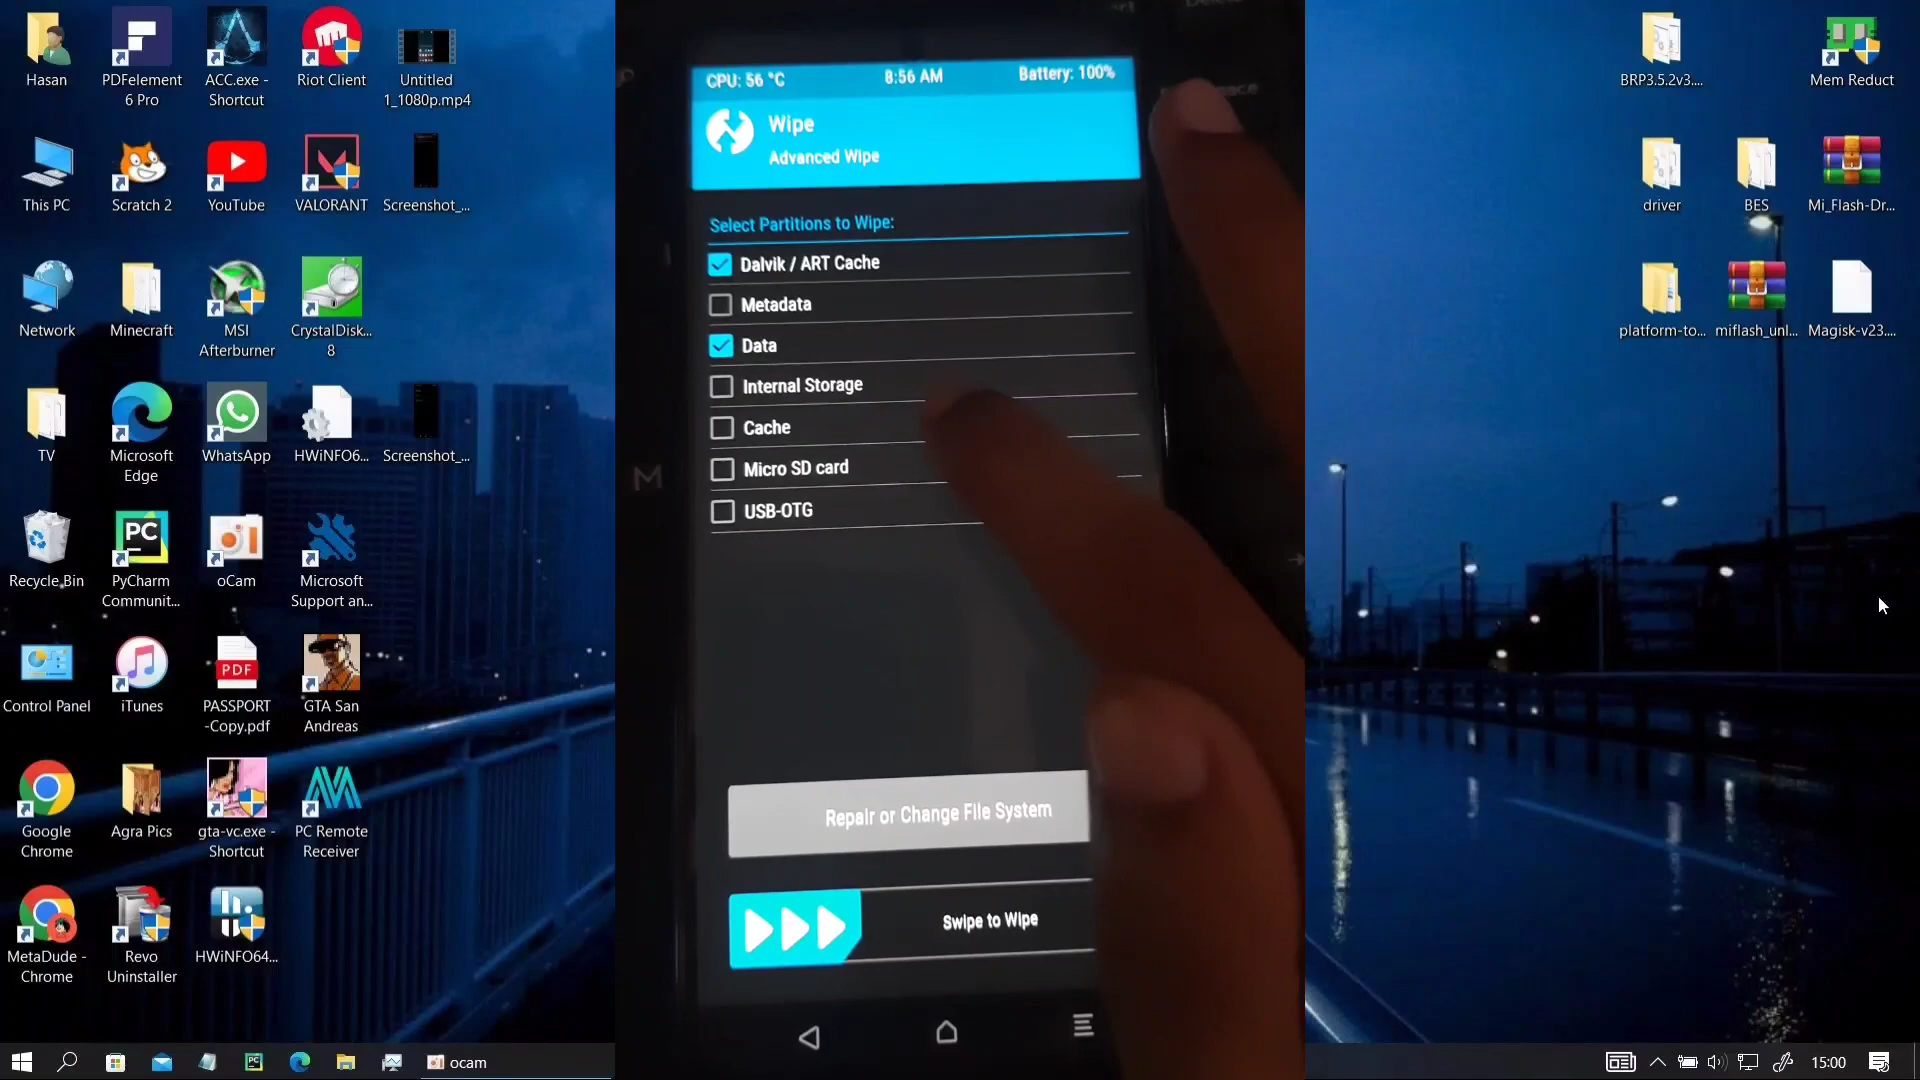 Hasan
PDFelement
6 Pro
ACC.exe -
Shortcut
Riot Client
Untitled
1_1080p.mp4
This PC
Scratch 2
YouTube
VALORANT
Screenshot_...
Network
Minecraft
MSI
Afterburner
CrystalDisk...
8
TV
Microsoft
Edge
WhatsApp
HWiNFO6...
Screenshot_...
Recycle Bin
PC
PyCharm
Communit...
oCam
Microsoft
Support an...
Control Panel
iTunes
PDF
PASSPORT
-Copy.pdf
GTA San
Andreas
Google
Chrome
Agra Pics
gta-vc.exe -
Shortcut
PC Remote
Receiver
MetaDude -
Chrome
Revo
Uninstaller
HWiNFO64...
CPU: 56 °C
8:56 AM
Battery: 100%
Wipe
Advanced Wipe
Select Partitions to Wipe:
Dalvik / ART Cache
Metadata
Data
Internal Storage
Cache
Micro SD card
USB-OTG
Repair or Change File System
Swipe to Wipe
M
BRP3.5.2v3....
Mem Reduct
driver
BES
Mi_Flash-Dr...
platform-to...
miflash_unl...
Magisk-v23....
ocam
15:00